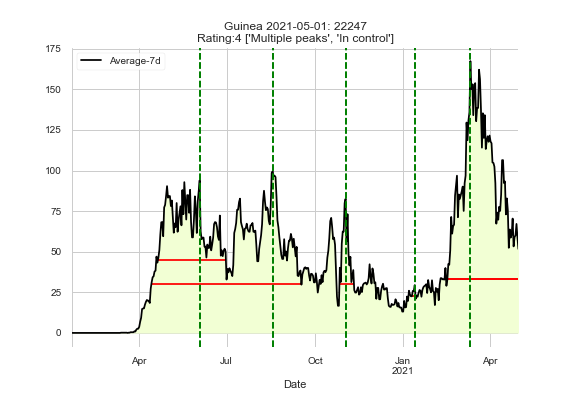 Guinea 2021-05-01: 22247
Rating:4 ['Multiple peaks', 'In control']
Average-7d
175
150
125
100
75
50
25
0
Apr
Jul
Oct
Jan
2021
Apr
Date